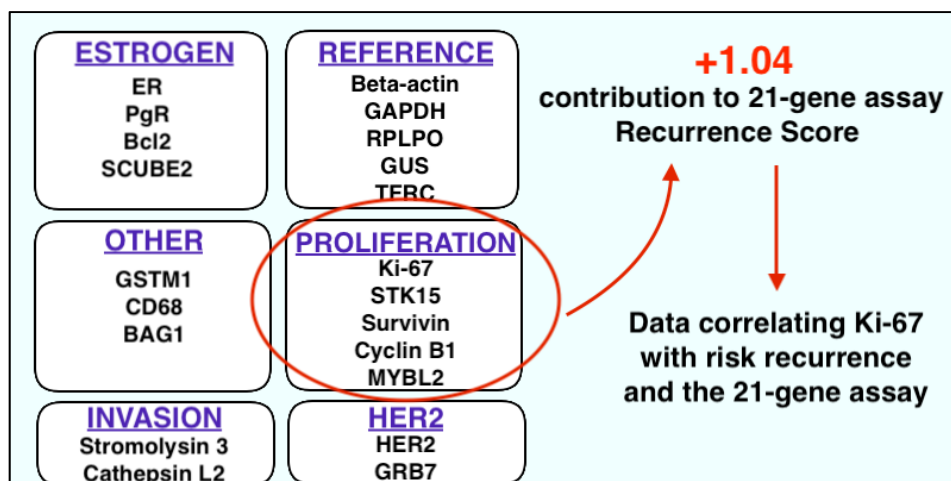 ESTROGEN
ER
PgR
Bcl2
SCUBE2
REFERENCE
Beta-actin
GAPDH
RPLPO
GUS
TFRC
+1.04
contribution to 21-gene assay
Recurrence Score
OTHER
GSTM1
CD68
BAG1
PROLIFERATION
Ki-67
STK15
Survivin
Cyclin B1
MYBL2
Data correlating Ki-67
with risk recurrence
and the 21-gene assay
INVASION
Stromolysin 3
Cathepsin L2
HER2
HER2
GRB7